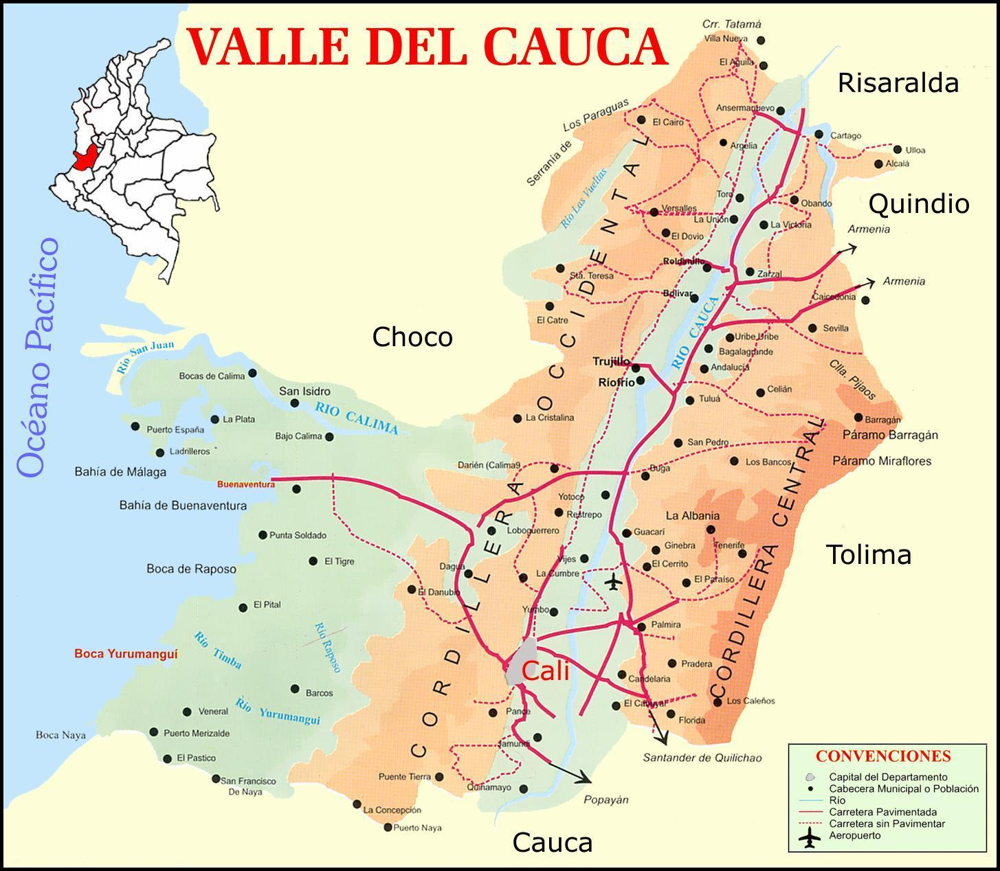 VALLE DEL CAUCA
Crr. Tatamá
Villa Nueva
El Aguila
Risaralda
Ansermanuevo
Serranía de Los Paraguas
El Cairo
Cartago
Argelia
Ulloa
Alcalá
Río Las Vueltas
Toro
Obando
Quindio
Versalles
La Unión
La Victoria
Armenia
El Dovio
Océano Pacífico
Roldanillo
Zarzal
Sta. Teresa
Armenia
Bolivar
Caicedonia
RIO CAUCA
El Catre
Sevilla
Choco
Uribe Uribe
Río San Juan
Bagalagrande
Trujillo
Andalucía
Clla. Pijaos
Bocas de Calima
Ríofrío
San Isidro
Celián
Tuluá
RIO CALIMA
La Plata
La Cristalina
Barragán
Puerto España
Bajo Calima
Páramo Barragán
San Pedro
Ladrilleros
Los Bancos
Páramo Miraflores
Bahía de Málaga
Darién (Calima9
Buga
Buenaventura
Bahía de Buenaventura
Yotoco
Restrepo
La Albania
CORDILLERA OCCIDENTAL
CORDILLERA CENTRAL
Punta Soldado
Loboguerrero
Guacarí
Ginebra
Tenerife
Tolima
El Tigre
Vijes
El Cerrito
Boca de Raposo
Dagua
La Cumbre
El Paraíso
El Danubio
El Pital
Yumbo
Palmira
Río Raposo
Río Timba
Boca Yurumanguí
Cali
Pradera
Candelaria
Barcos
Los Caleños
El Cabuyal
Veneral
Río Yurumangui
Pance
Florida
Boca Naya
Puerto Merizalde
Jamundi
El Pastico
Santander de Quilichao
Puente Tierra
San Francisco
De Naya
Quinamayo
Popayán
La Concepción
Puerto Naya
Cauca
CONVENCIONES
Capital del Departamento
Cabecera Municipal o Población
Río
Carretera Pavimentada
Carretera sin Pavimentar
Aeropuerto